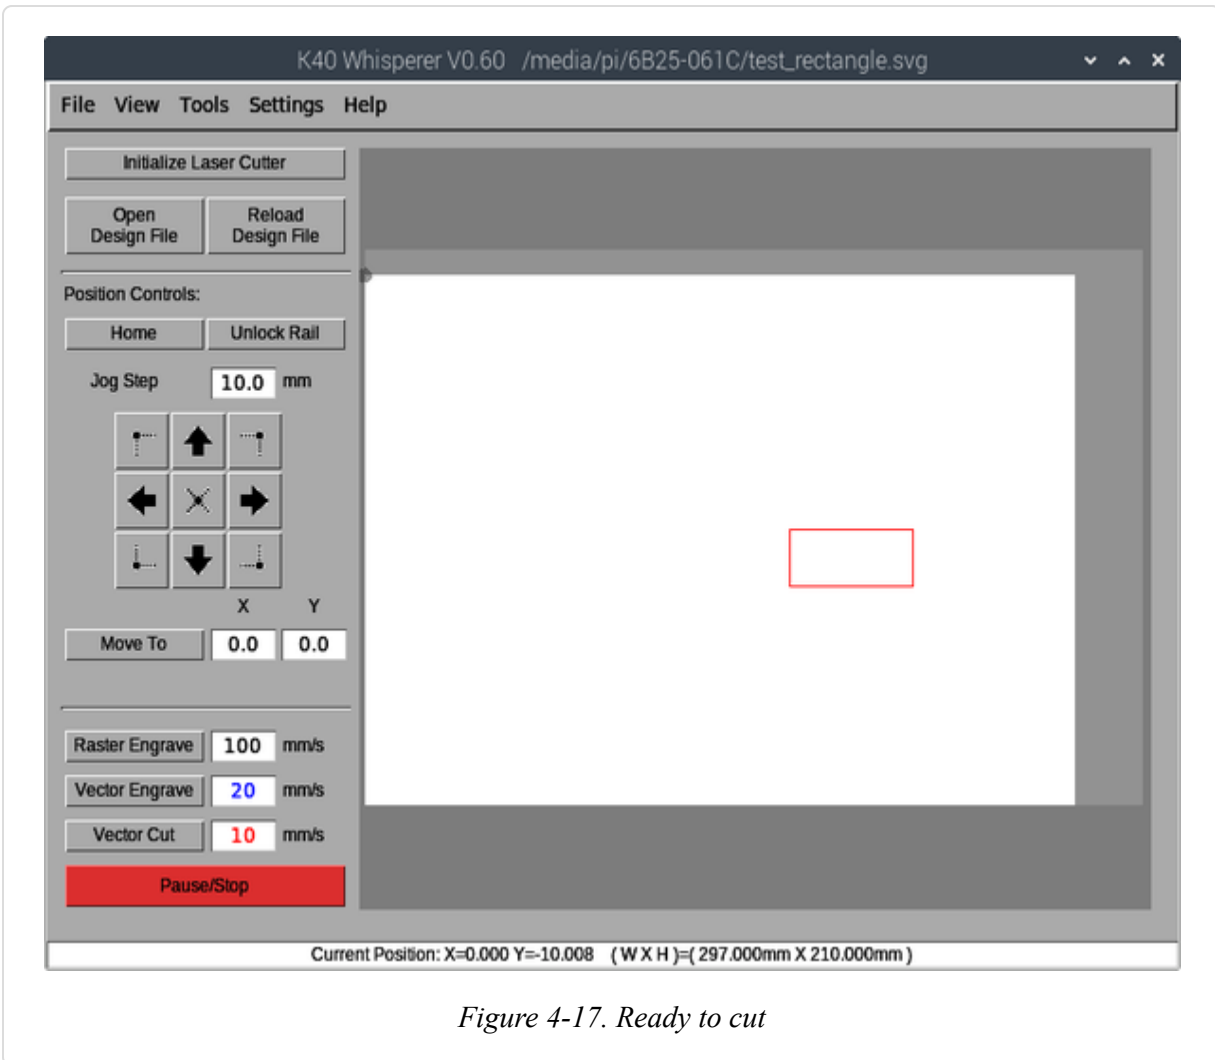 K40 Whisperer V0.60   /media/pi/6B25-061C/test_rectangle.svg
File View Tools Settings Help
Initialize Laser Cutter
Open
Design File
Reload
Design File
Position Controls:
Home
Unlock Rail
Jog Step 10.0 mm
X Y
Move To 0.0 0.0
Raster Engrave 100 mm/s
Vector Engrave 20 mm/s
Vector Cut 10 mm/s
Pause/Stop
Current Position: X=0.000 Y=-10.008 ( W X H )=( 297.000mm X 210.000mm )
Figure 4-17. Ready to cut